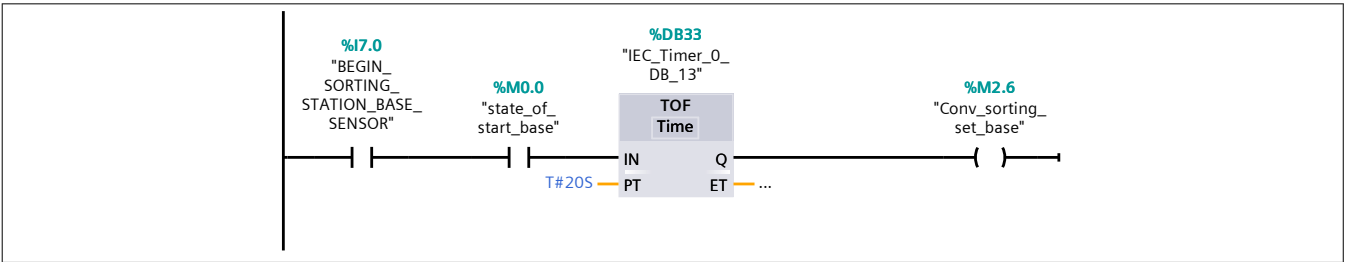 %I7.0
"BEGIN_
SORTING_
STATION_BASE_
SENSOR"
%M0.0
"state_of_
start_base"
%DB33
"IEC_Timer_0_
DB_13"
TOF
Time
IN
Q
T#20S
PT
ET
...
%M2.6
"Conv_sorting_
set_base"